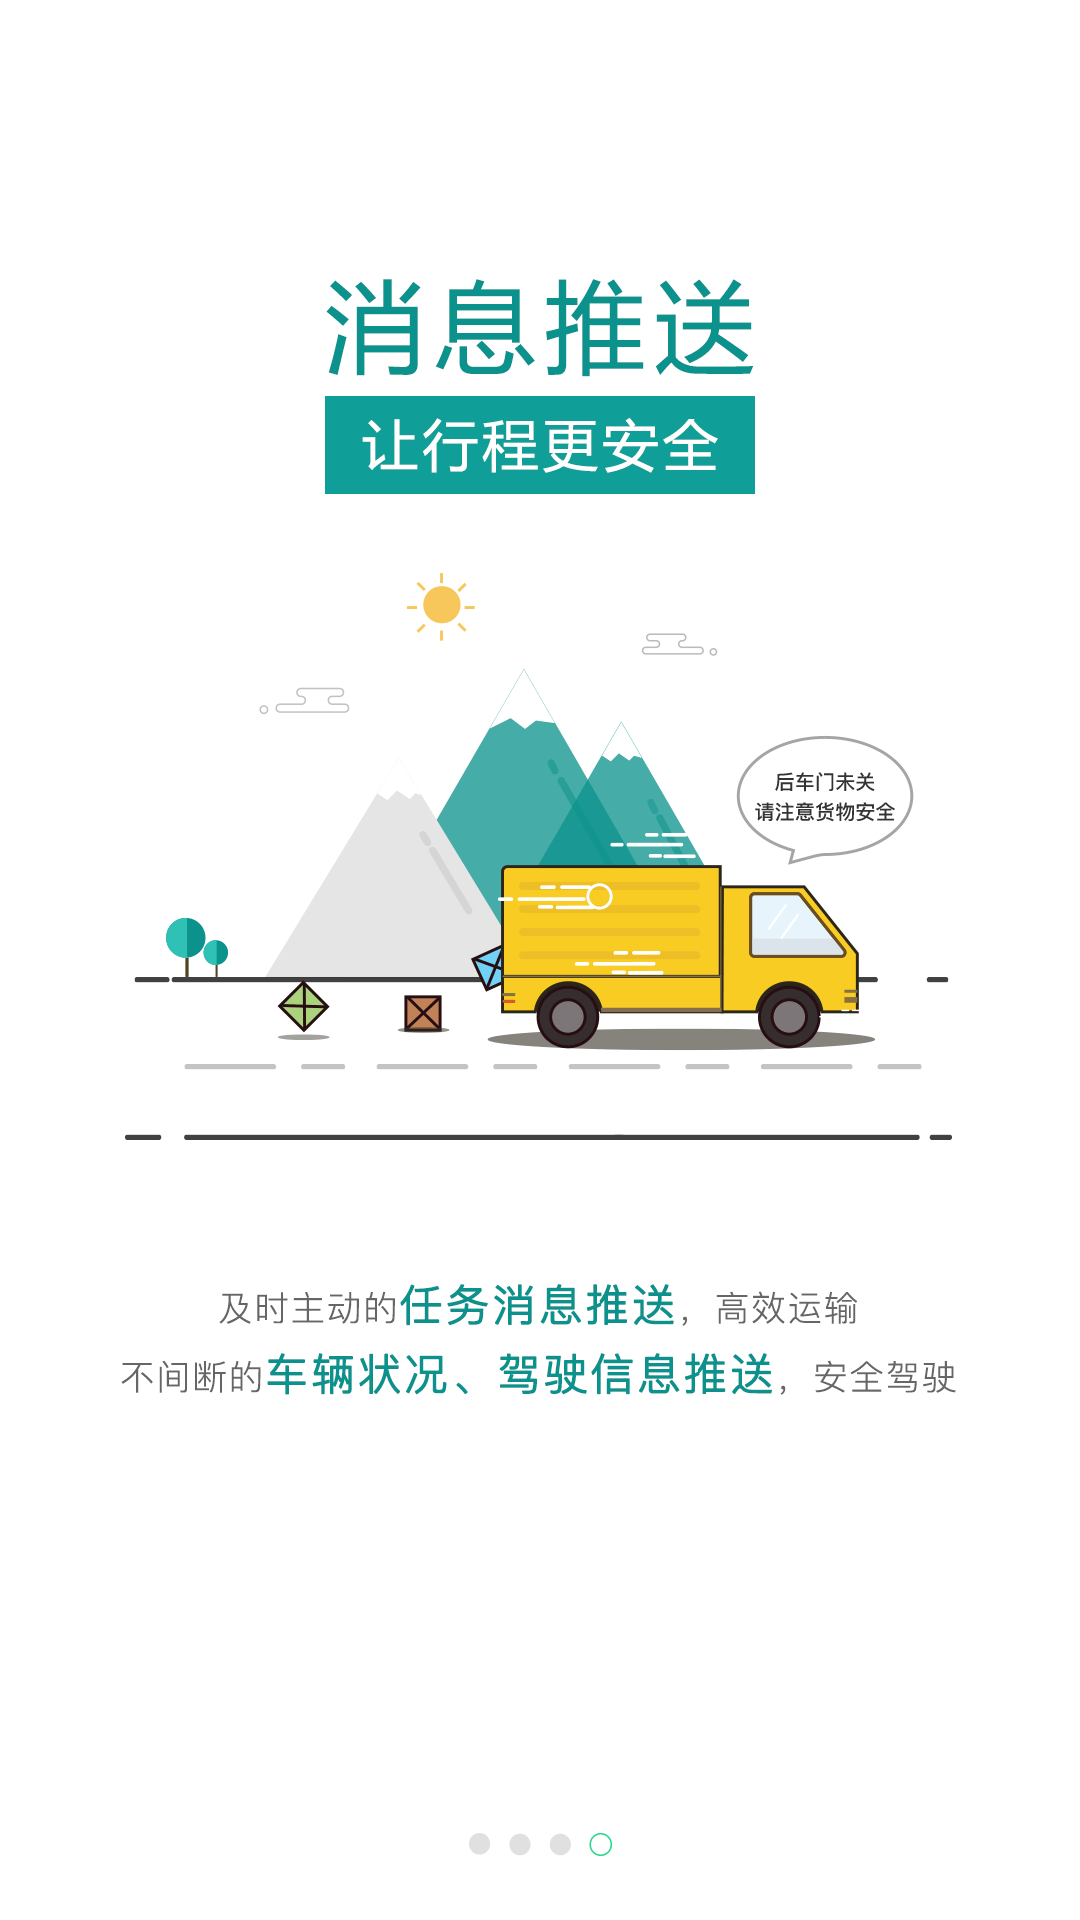 消息推送
让行程更安全
后车门未关
请注意货物安全
及时主动的任务消息推送，高效运输
不间断的车辆状况、驾驶信息推送，安全驾驶